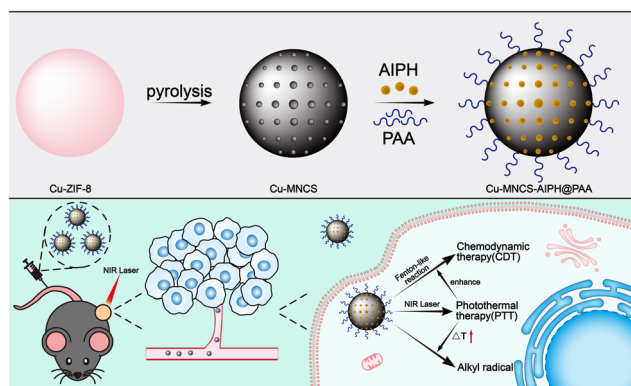 pyrolysis
AIPH
PAA
Cu-ZIF-8
Cu-MNCS
Cu-MNCS-AIPH@PAA
NIR Laser
Fenton-like
reaction
Chemodynamic
therapy(CDT)
enhance
NIR Laser
Photothermal
therapy(PTT)
△T
Alkyl radical